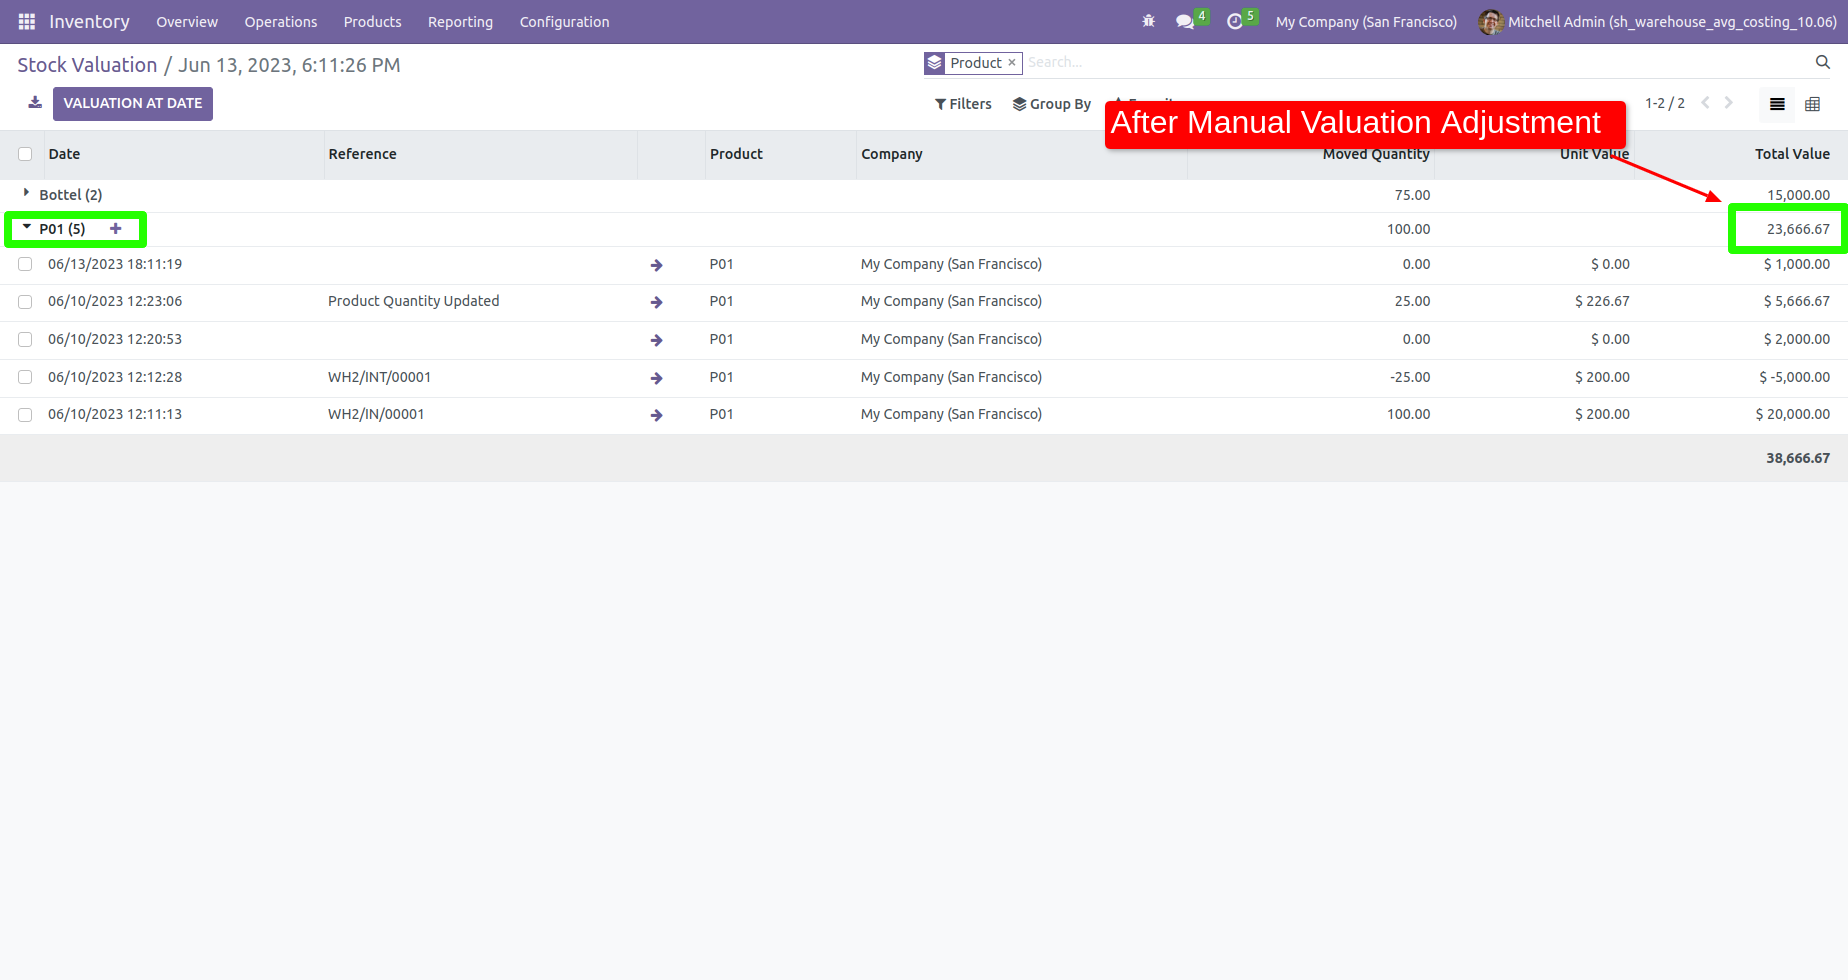 Inventory Overview Operations Products Reporting Configuration 4 5 My Company (San Francisco) Mitchell Admin (sh_warehouse_avg_costing_10.06)
Stock Valuation / Jun 13, 2023, 6:11:26 PM Product × Search...
VALUATION AT DATE Filters Group By 1-2 / 2
After Manual Valuation Adjustment
Date Reference Product Company Moved Quantity Unit Value Total Value
Bottel (2) 75.00 15,000.00
P01 (5) + 100.00 23,666.67
06/13/2023 18:11:19 P01 My Company (San Francisco) 0.00 $ 0.00 $ 1,000.00
06/10/2023 12:23:06 Product Quantity Updated P01 My Company (San Francisco) 25.00 $ 226.67 $ 5,666.67
06/10/2023 12:20:53 P01 My Company (San Francisco) 0.00 $ 0.00 $ 2,000.00
06/10/2023 12:12:28 WH2/INT/00001 P01 My Company (San Francisco) -25.00 $ 200.00 $ -5,000.00
06/10/2023 12:11:13 WH2/IN/00001 P01 My Company (San Francisco) 100.00 $ 200.00 $ 20,000.00
38,666.67